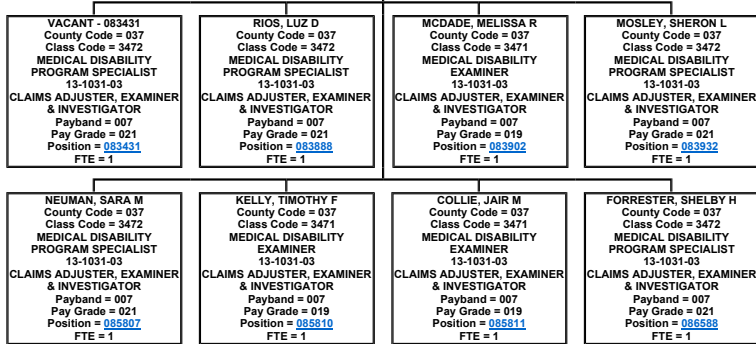 VACANT - 083431
County Code = 037
Class Code = 3472
MEDICAL DISABILITY
PROGRAM SPECIALIST
13-1031-03
CLAIMS ADJUSTER, EXAMINER
& INVESTIGATOR
Payband = 007
Pay Grade = 021
Position = 083431
FTE = 1
RIOS, LUZ D
County Code = 037
Class Code = 3472
MEDICAL DISABILITY
PROGRAM SPECIALIST
13-1031-03
CLAIMS ADJUSTER, EXAMINER
& INVESTIGATOR
Payband = 007
Pay Grade = 021
Position = 083888
FTE = 1
MCDADE, MELISSA R
County Code = 037
Class Code = 3471
MEDICAL DISABILITY
EXAMINER
13-1031-03
CLAIMS ADJUSTER, EXAMINER
& INVESTIGATOR
Payband = 007
Pay Grade = 019
Position = 083902
FTE = 1
MOSLEY, SHERON L
County Code = 037
Class Code = 3472
MEDICAL DISABILITY
PROGRAM SPECIALIST
13-1031-03
CLAIMS ADJUSTER, EXAMINER
& INVESTIGATOR
Payband = 007
Pay Grade = 021
Position = 083932
FTE = 1
NEUMAN, SARA M
County Code = 037
Class Code = 3472
MEDICAL DISABILITY
PROGRAM SPECIALIST
13-1031-03
CLAIMS ADJUSTER, EXAMINER
& INVESTIGATOR
Payband = 007
Pay Grade = 021
Position = 085807
FTE = 1
KELLY, TIMOTHY F
County Code = 037
Class Code = 3471
MEDICAL DISABILITY
EXAMINER
13-1031-03
CLAIMS ADJUSTER, EXAMINER
& INVESTIGATOR
Payband = 007
Pay Grade = 019
Position = 085810
FTE = 1
COLLIE, JAIR M
County Code = 037
Class Code = 3471
MEDICAL DISABILITY
EXAMINER
13-1031-03
CLAIMS ADJUSTER, EXAMINER
& INVESTIGATOR
Payband = 007
Pay Grade = 019
Position = 085811
FTE = 1
FORRESTER, SHELBY H
County Code = 037
Class Code = 3472
MEDICAL DISABILITY
PROGRAM SPECIALIST
13-1031-03
CLAIMS ADJUSTER, EXAMINER
& INVESTIGATOR
Payband = 007
Pay Grade = 021
Position = 086588
FTE = 1